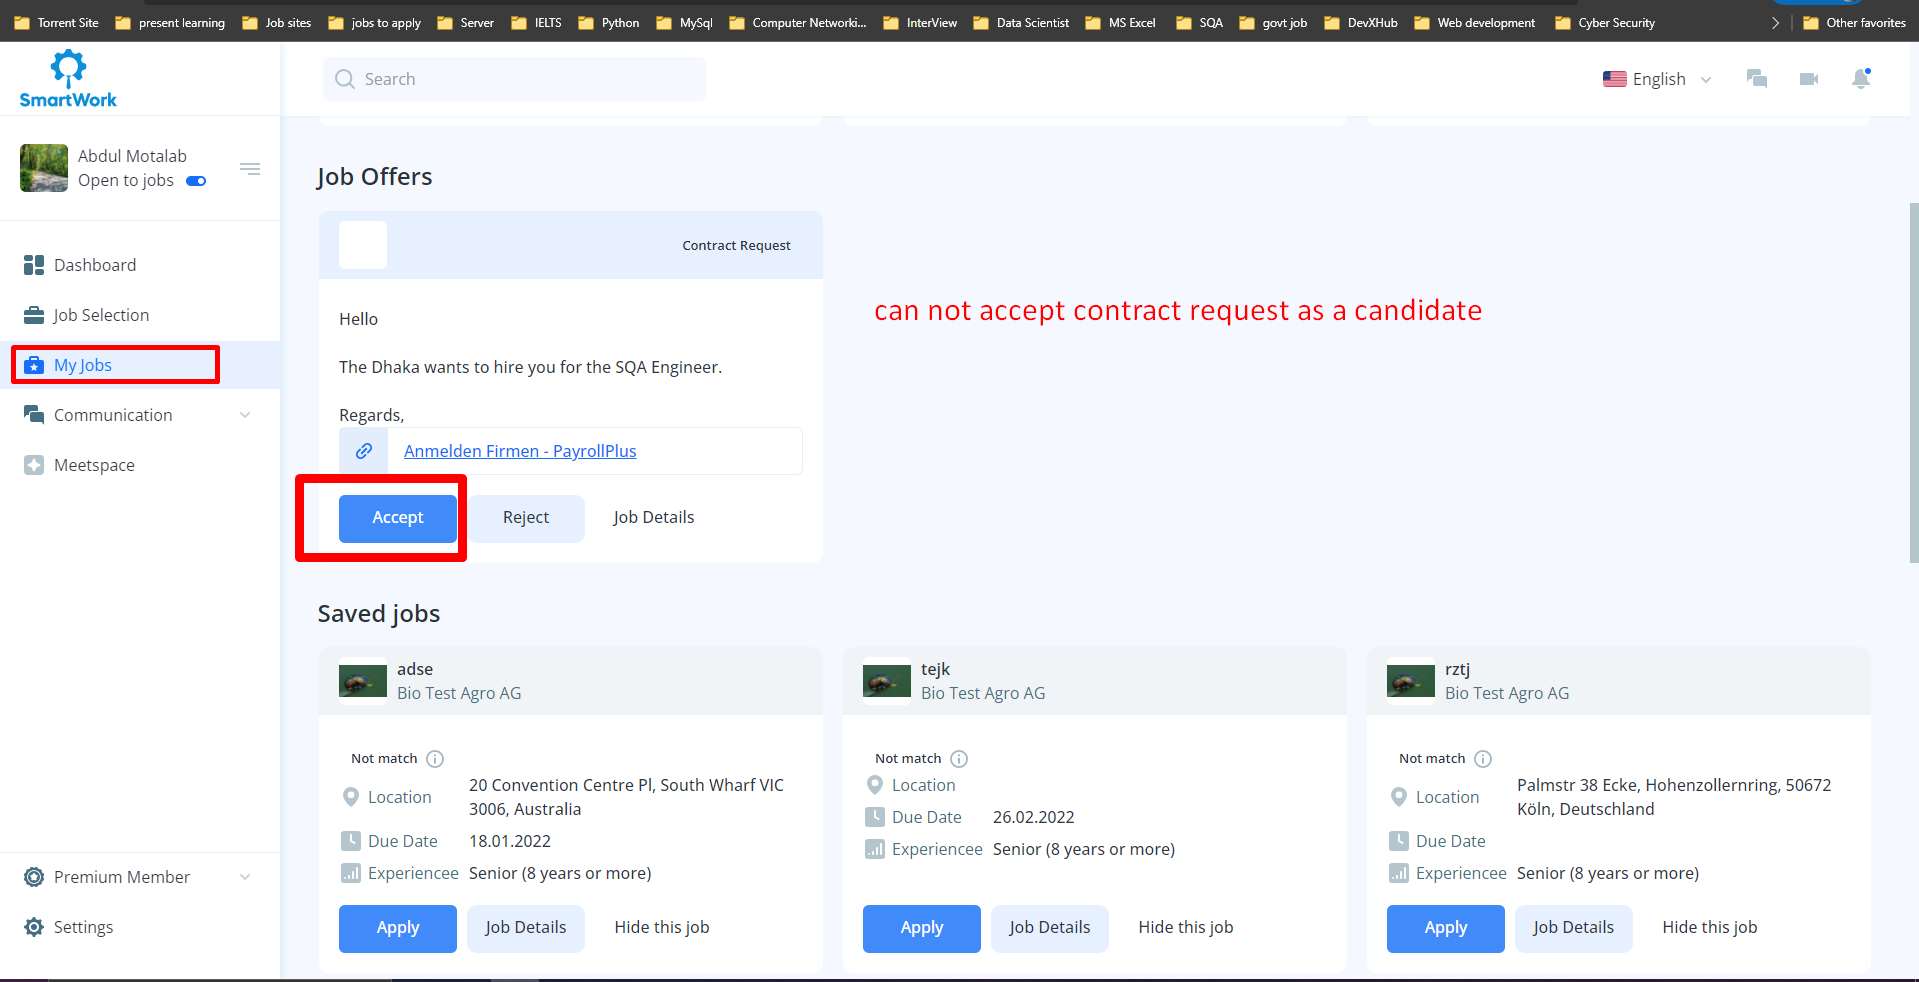 Torrent Site present learning Job sites jobs to apply Server IELTS Python MySql Computer Networki... InterView Data Scientist MS Excel SQA govt job DevXHub Web development Cyber Security Other favorites
SmartWork
Search
English
Abdul Motalab
Open to jobs
Dashboard
Job Selection
My Jobs
Communication
Meetspace
Premium Member
Settings
Job Offers
Contract Request
Hello
The Dhaka wants to hire you for the SQA Engineer.
Regards,
Anmelden Firmen - PayrollPlus
Accept Reject Job Details
can not accept contract request as a candidate
Saved jobs
adse
Bio Test Agro AG
Not match
Location 20 Convention Centre Pl, South Wharf VIC
3006, Australia
Due Date 18.01.2022
Experiencee Senior (8 years or more)
Apply Job Details Hide this job
tejk
Bio Test Agro AG
Not match
Location
Due Date 26.02.2022
Experiencee Senior (8 years or more)
Apply Job Details Hide this job
rztj
Bio Test Agro AG
Not match
Location Palmstr 38 Ecke, Hohenzollernring, 50672
Köln, Deutschland
Due Date
Experiencee Senior (8 years or more)
Apply Job Details Hide this job